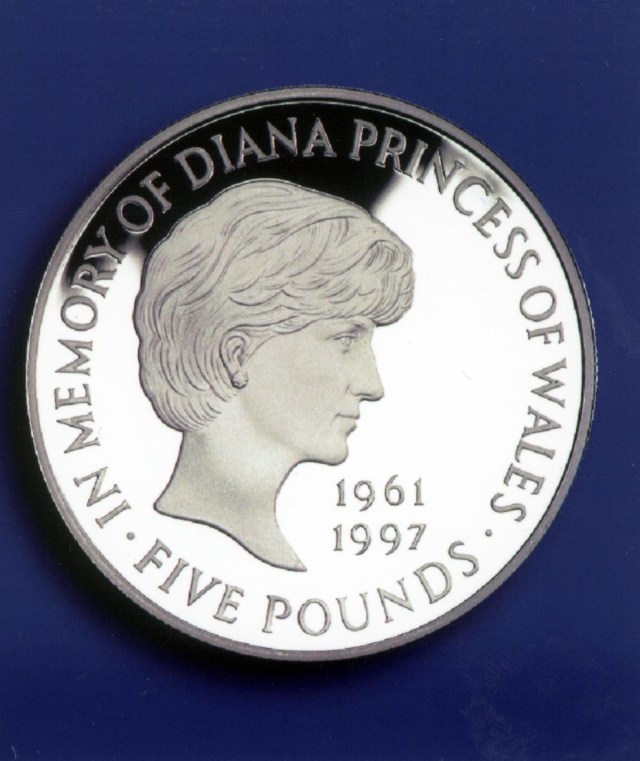 IN MEMORY OF DIANA PRINCESS OF WALES ·
FIVE POUNDS ·
1961
1997